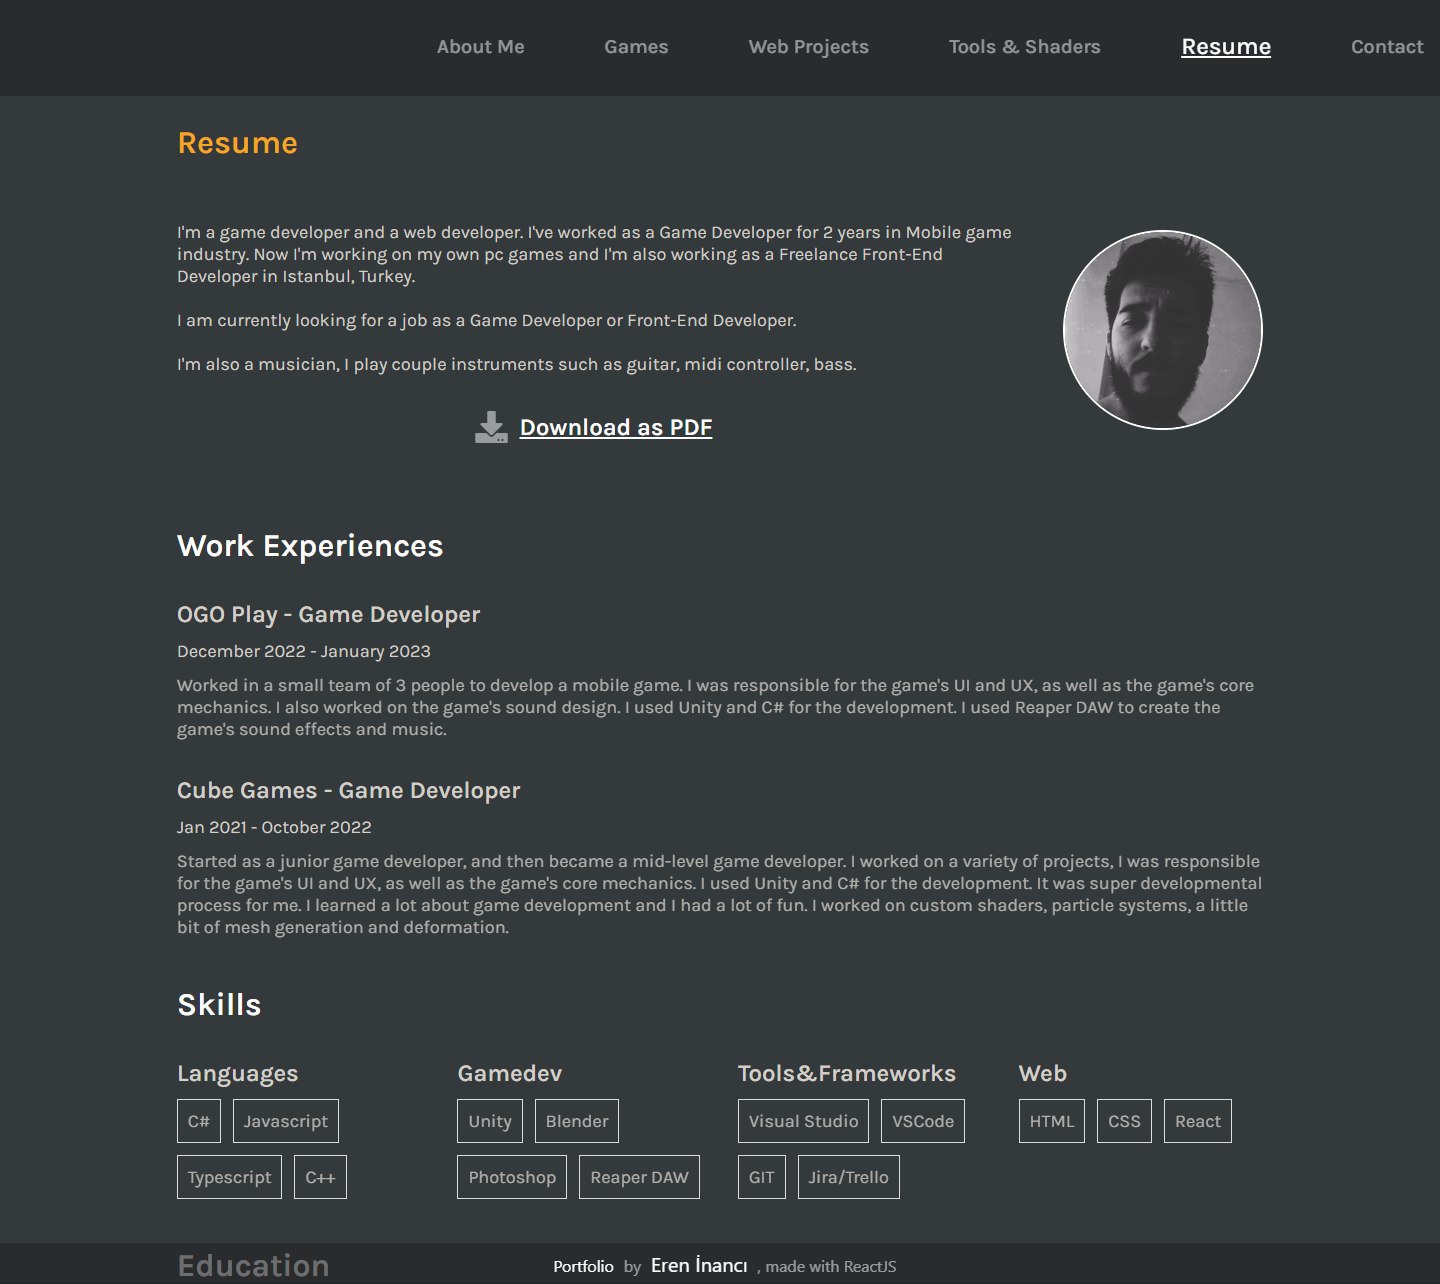 About Me Games Web Projects Tools & Shaders Resume Contact
Resume
I'm a game developer and a web developer. I've worked as a Game Developer for 2 years in Mobile game
industry. Now I'm working on my own pc games and I'm also working as a Freelance Front-End
Developer in Istanbul, Turkey.
I am currently looking for a job as a Game Developer or Front-End Developer.
I'm also a musician, I play couple instruments such as guitar, midi controller, bass.
Download as PDF
Work Experiences
OGO Play - Game Developer
December 2022 - January 2023
Worked in a small team of 3 people to develop a mobile game. I was responsible for the game's UI and UX, as well as the game's core
mechanics. I also worked on the game's sound design. I used Unity and C# for the development. I used Reaper DAW to create the
game's sound effects and music.
Cube Games - Game Developer
Jan 2021 - October 2022
Started as a junior game developer, and then became a mid-level game developer. I worked on a variety of projects, I was responsible
for the game's UI and UX, as well as the game's core mechanics. I used Unity and C# for the development. It was super developmental
process for me. I learned a lot about game development and I had a lot of fun. I worked on custom shaders, particle systems, a little
bit of mesh generation and deformation.
Skills
Languages
C# Javascript
Typescript C++
Gamedev
Unity Blender
Photoshop Reaper DAW
Tools&Frameworks
Visual Studio VSCode
GIT Jira/Trello
Web
HTML CSS React
Education
Portfolio by Eren İnancı , made with ReactJS